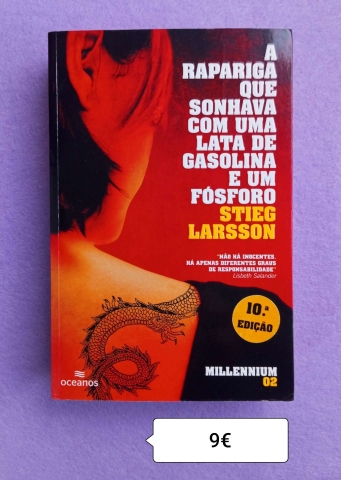 A
RAPARIGA
QUE
SONHAVA
COM UMA
LATA DE
GASOLINA
E UM
FÓSFORO
STIEG
LARSSON
"NÃO HÁ INOCENTES.
HÁ APENAS DIFERENTES GRAUS
DE RESPONSABILIDADE"
Lisbeth Salander
10.ª
EDIÇÃO
MILLENNIUM
02
oceanos
9€